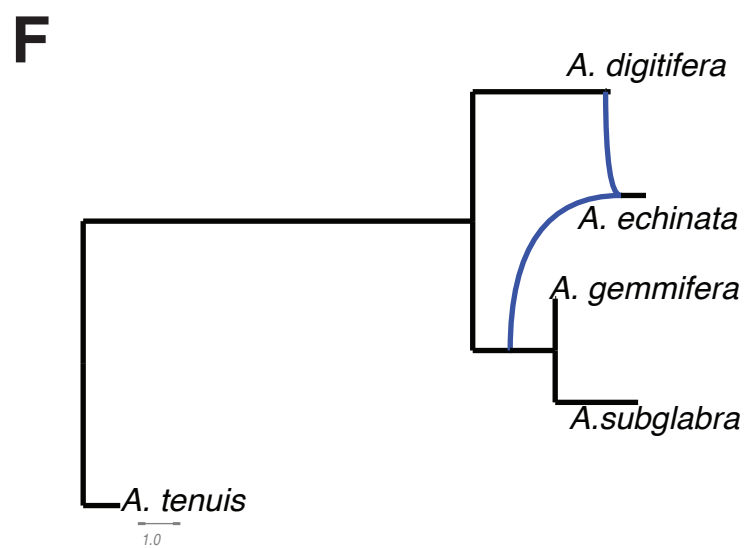 F
A. digitifera
A. echinata
A. gemmifera
A.subglabra
A. tenuis
1.0